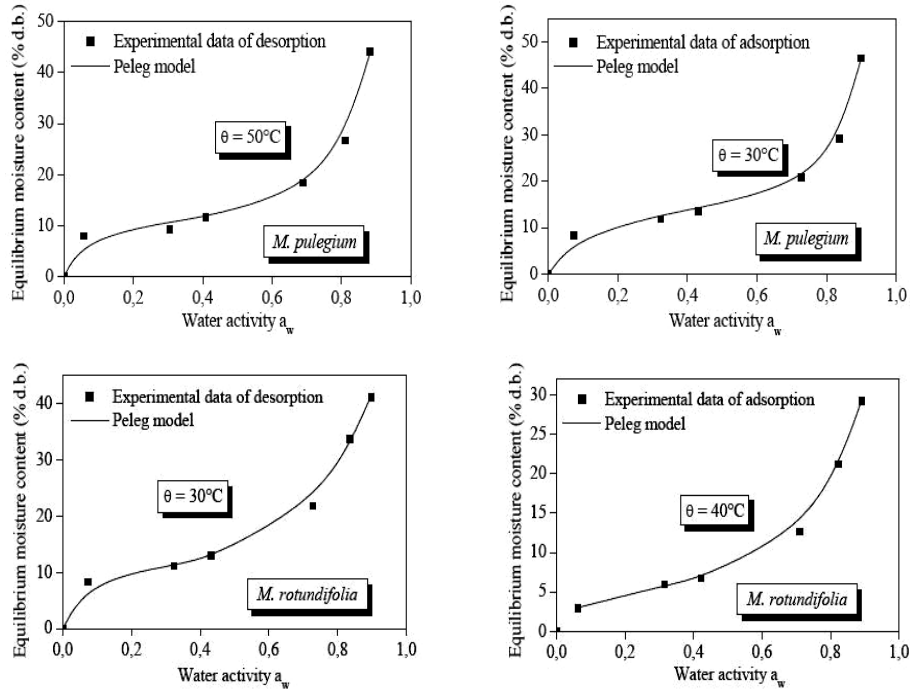 50
40
30
20
10
0
Equilibrium moisture content (% d.b.)
Experimental data of desorption
Peleg model
θ = 50°C
M. pulegium
0,0 0,2 0,4 0,6 0,8 1,0
Water activity aw
50
40
30
20
10
0
Equilibrium moisture content (% d.b.)
Experimental data of adsorption
Peleg model
θ = 30°C
M. pulegium
0,0 0,2 0,4 0,6 0,8 1,0
Water activity aw
40
30
20
10
0
Equilibrium moisture content (% d.b.)
Experimental data of desorption
Peleg model
θ = 30°C
M. rotundifolia
0,0 0,2 0,4 0,6 0,8 1,0
Water activity aw
30
25
20
15
10
5
0
Equilibrium moisture content (% d.b.)
Experimental data of adsorption
Peleg model
θ = 40°C
M. rotundifolia
0,0 0,2 0,4 0,6 0,8 1,0
Water activity aw